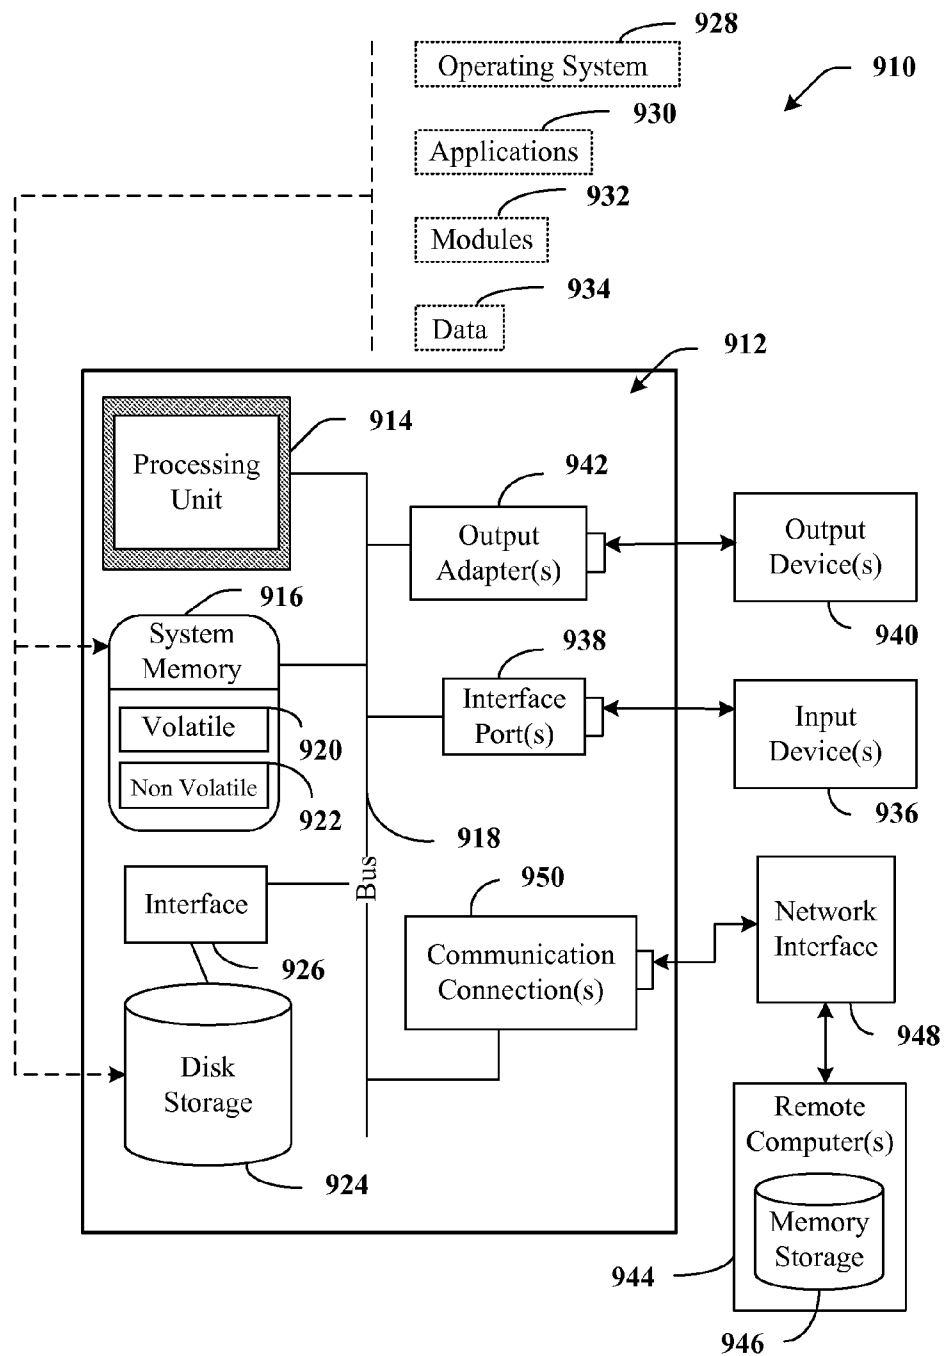 928
Operating System
910
930
Applications
932
Modules
934
Data
912
914
Processing
Unit
942
Output
Adapter(s)
Output
Device(s)
940
916
System
Memory
938
Interface
Port(s)
Input
Device(s)
936
Volatile
920
Non Volatile
922
918
Bus
950
Interface
926
Communication
Connection(s)
Network
Interface
948
Disk
Storage
924
Remote
Computer(s)
Memory
Storage
944
946